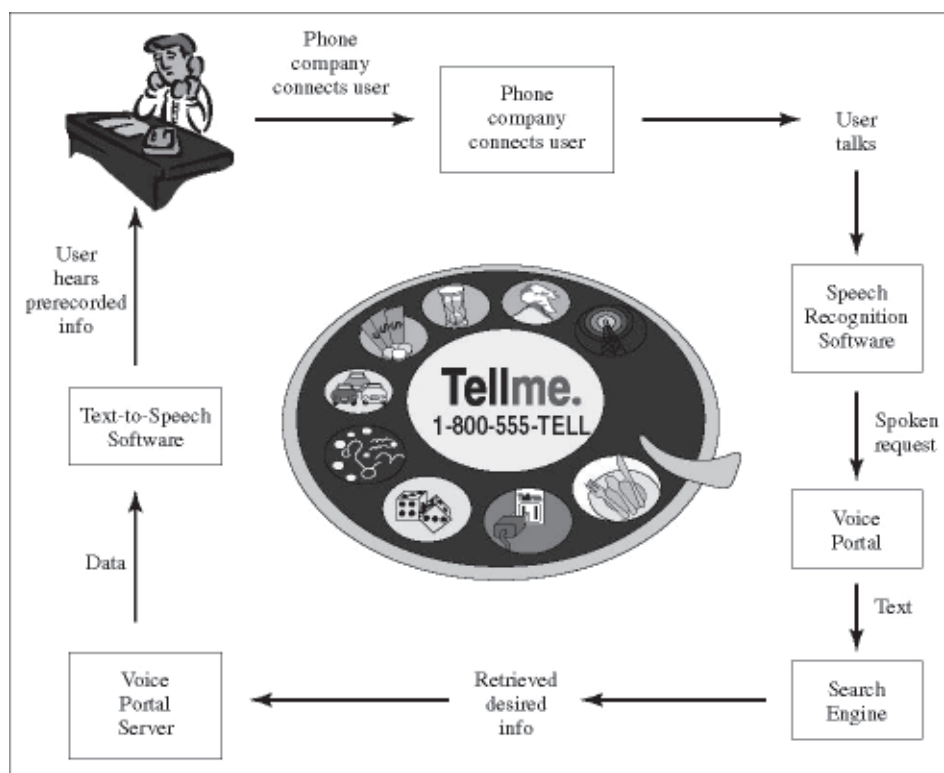 Phone
company
connects user
Phone
company
connects user
User
talks
Speech
Recognition
Software
Spoken
request
Voice
Portal
Text
Search
Engine
Retrieved
desired
info
Voice
Portal
Server
Data
Text-to-Speech
Software
User
hears
prerecorded
info
Tellme.
1-800-555-TELL
Tellme.